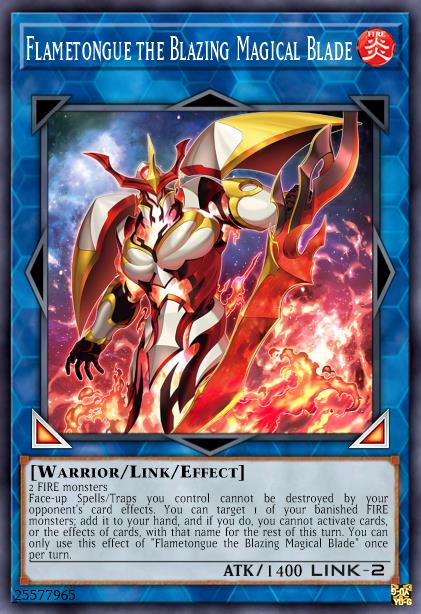 Flametongue the Blazing Magical Blade
FIRE
炎
[Warrior/Link/Effect]
2 FIRE monsters
Face-up Spells/Traps you control cannot be destroyed by your
opponent's card effects. You can target 1 of your banished FIRE
monsters; add it to your hand, and if you do, you cannot activate cards,
or the effects of cards, with that name for the rest of this turn. You can
only use this effect of "Flametongue the Blazing Magical Blade" once
per turn.
ATK/1400 LINK-2
25577965